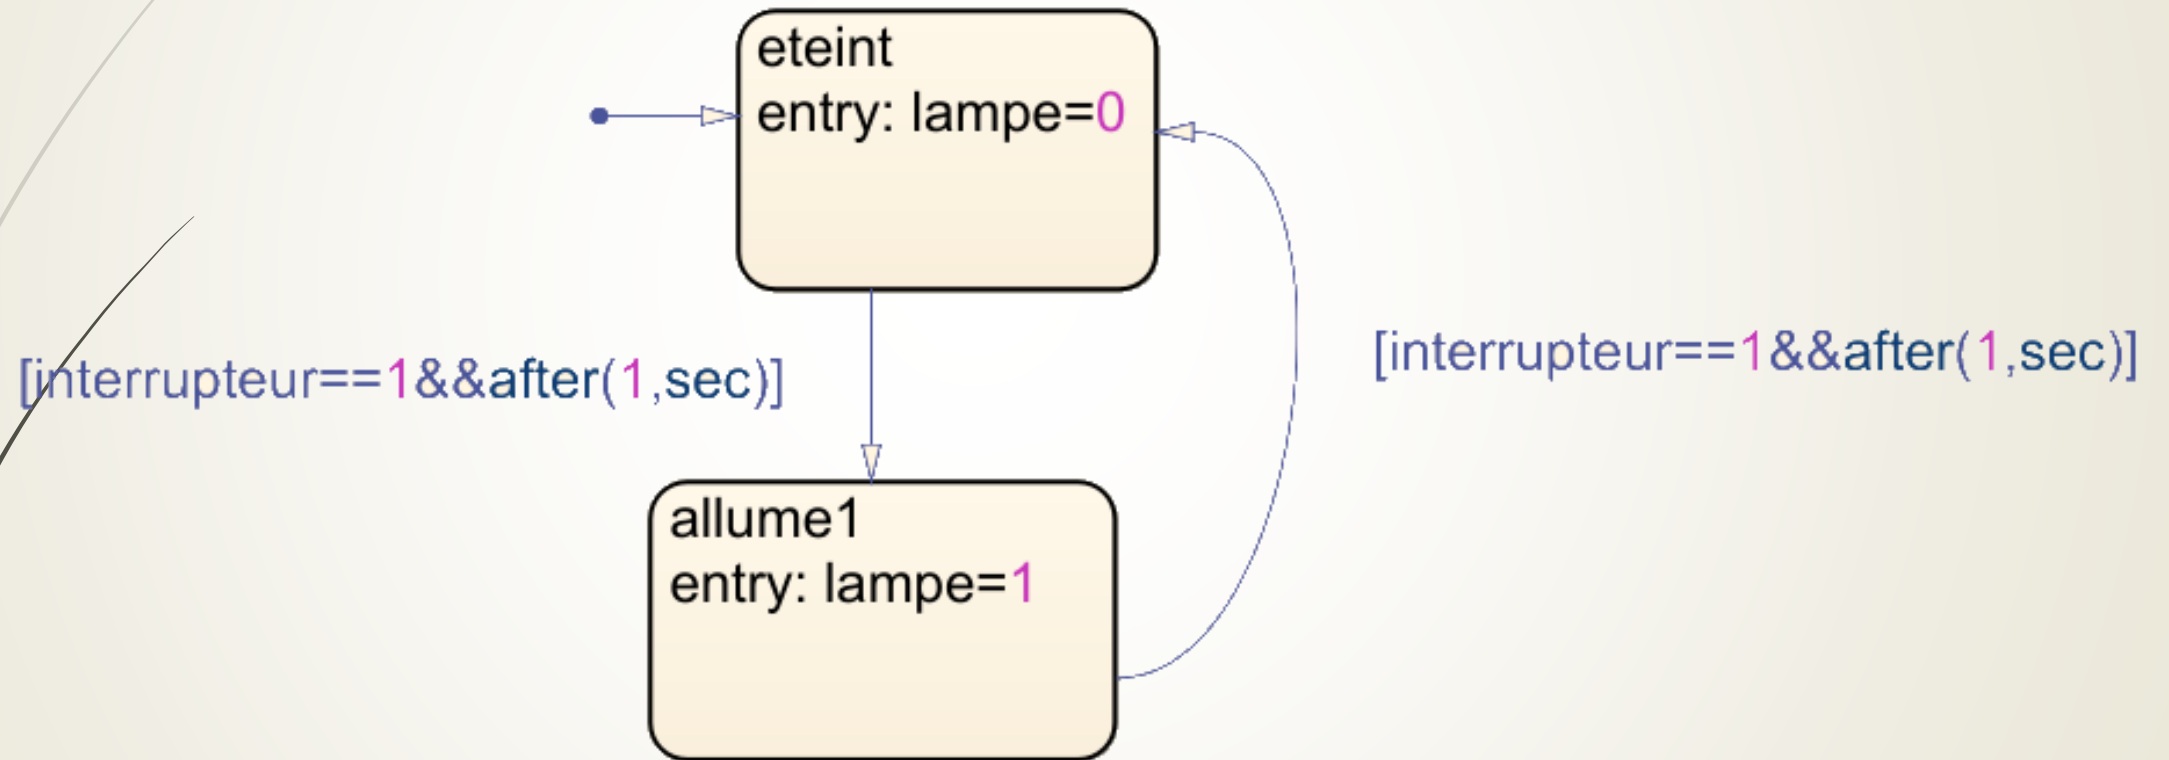 eteint
entry: lampe=0
[interrupteur==1&&after(1,sec)]
[interrupteur==1&&after(1,sec)]
allume1
entry: lampe=1